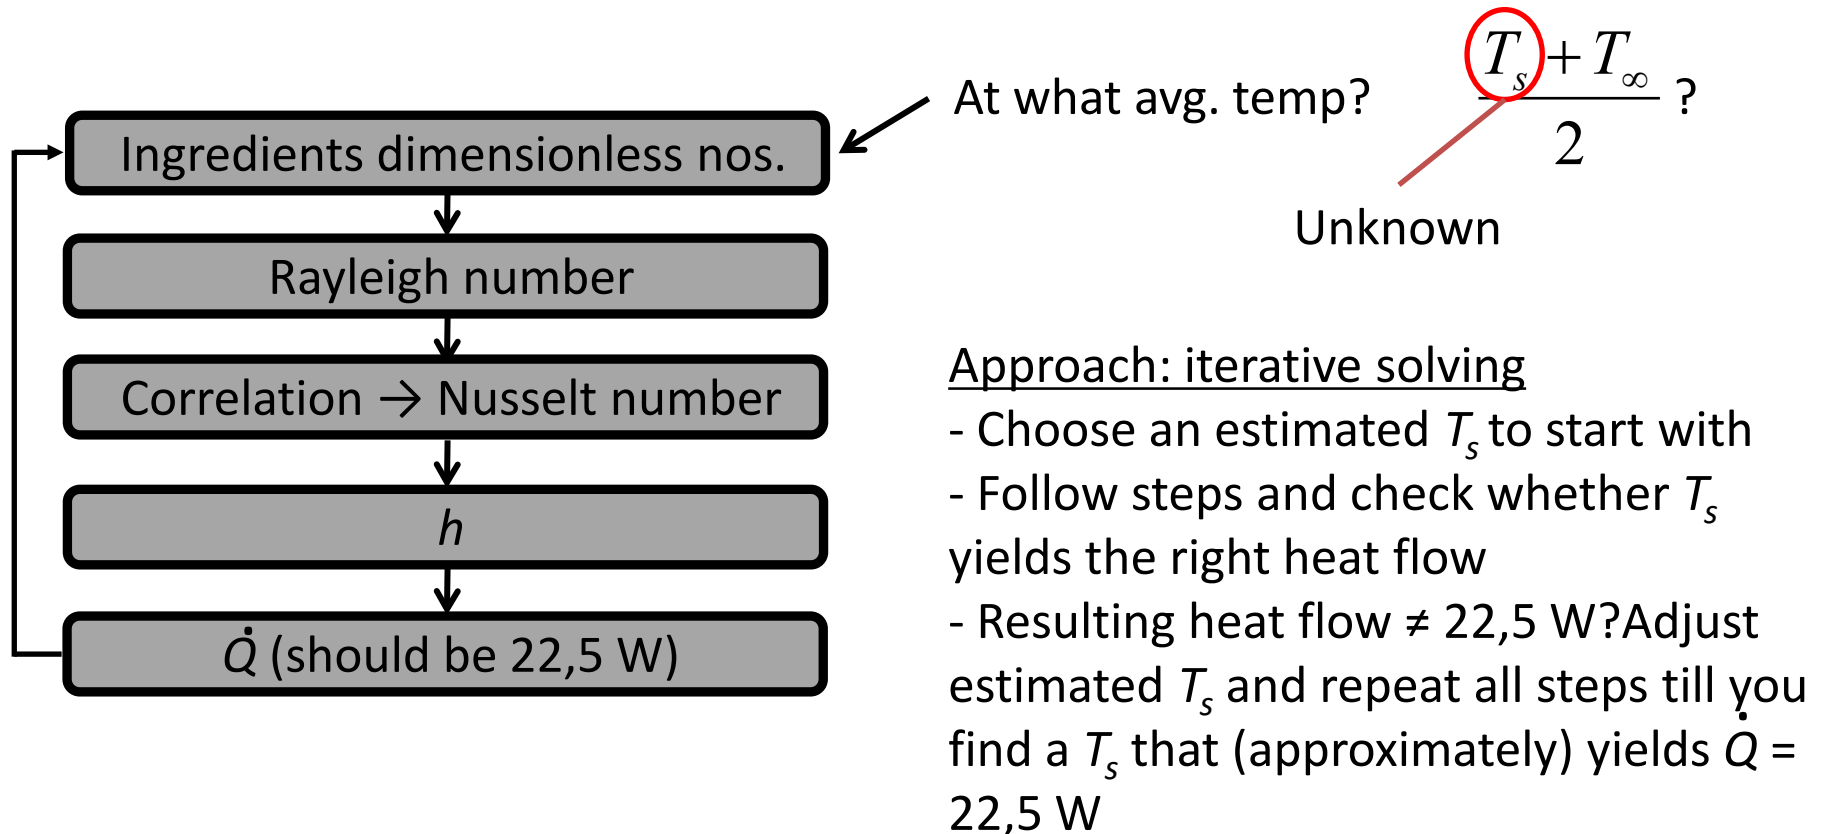 At what avg. temp?
Ts + T∞
2
?
Unknown
Ingredients dimensionless nos.
Rayleigh number
Correlation → Nusselt number
h
Q̇ (should be 22,5 W)
Approach: iterative solving
- Choose an estimated Ts to start with
- Follow steps and check whether Ts
yields the right heat flow
- Resulting heat flow ≠ 22,5 W?Adjust
estimated Ts and repeat all steps till you
find a Ts that (approximately) yields Q̇ =
22,5 W